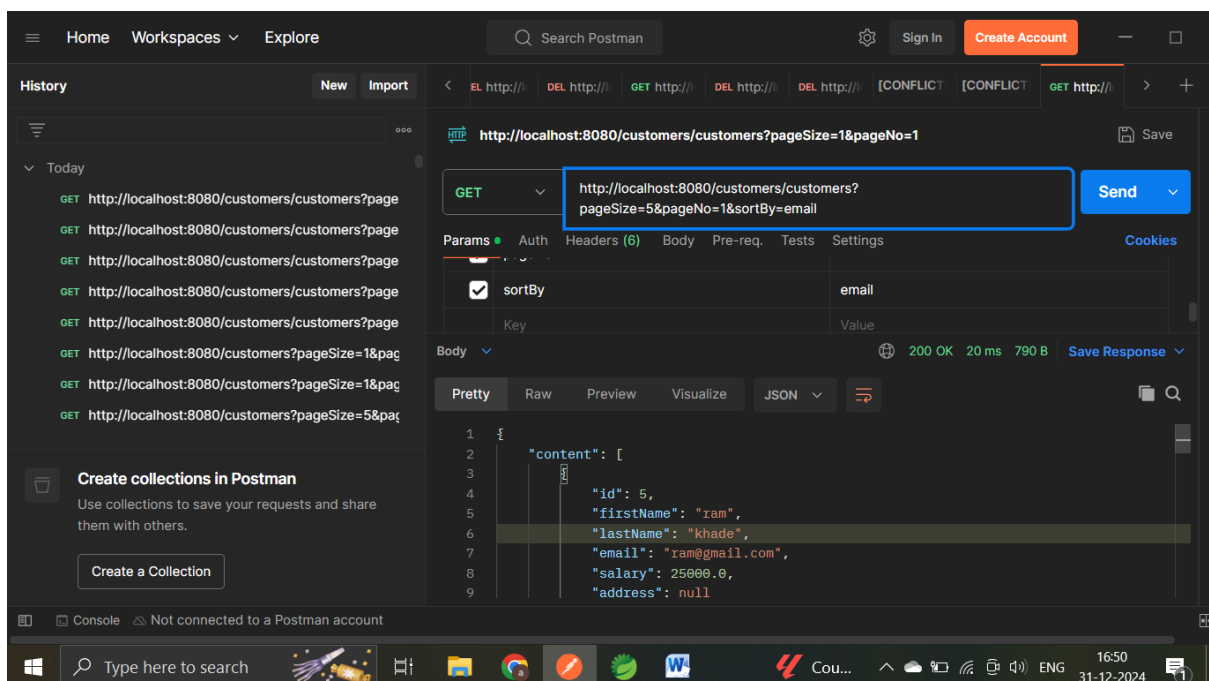 Home Workspaces Explore Search Postman Sign In Create Account
History New Import
EL http://l DEL http://l GET http://l DEL http://l DEL http://l [CONFLICT [CONFLICT GET http://l
HTTP http://localhost:8080/customers/customers?pageSize=1&pageNo=1 Save
Today
GET http://localhost:8080/customers/customers?page
GET http://localhost:8080/customers/customers?page
GET http://localhost:8080/customers/customers?page
GET http://localhost:8080/customers/customers?page
GET http://localhost:8080/customers/customers?page
GET http://localhost:8080/customers?pageSize=1&pag
GET http://localhost:8080/customers?pageSize=1&pag
GET http://localhost:8080/customers?pageSize=5&pag
Create collections in Postman
Use collections to save your requests and share
them with others.
Create a Collection
GET http://localhost:8080/customers/customers?
pageSize=5&pageNo=1&sortBy=email
Send
Params Auth Headers (6) Body Pre-req. Tests Settings Cookies
sortBy email
Key Value
Body 200 OK 20 ms 790 B Save Response
Pretty Raw Preview Visualize JSON
1 {
2 "content": [
3 {
4 "id": 5,
5 "firstName": "ram",
6 "lastName": "khade",
7 "email": "ram@gmail.com",
8 "salary": 25000.0,
9 "address": null
Console Not connected to a Postman account
Type here to search W Cou... ENG 16:50
31-12-2024 1